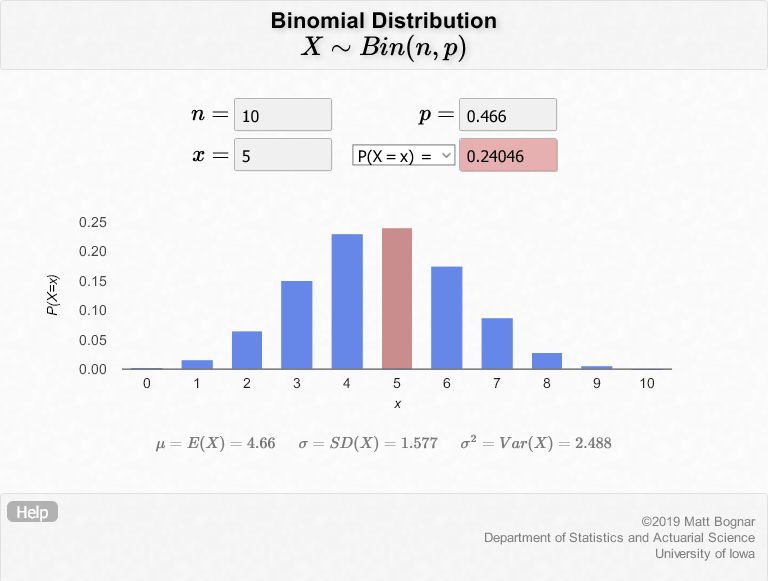 Binomial Distribution
X ∼ Bin(n, p)
n = 10
p = 0.466
x = 5
P(X = x) = 0.24046
0.25
0.20
0.15
0.10
0.05
0.00
P(X=x)
0 1 2 3 4 5 6 7 8 9 10
x
μ = E(X) = 4.66 σ = SD(X) = 1.577 σ² = Var(X) = 2.488
Help
©2019 Matt Bognar
Department of Statistics and Actuarial Science
University of Iowa